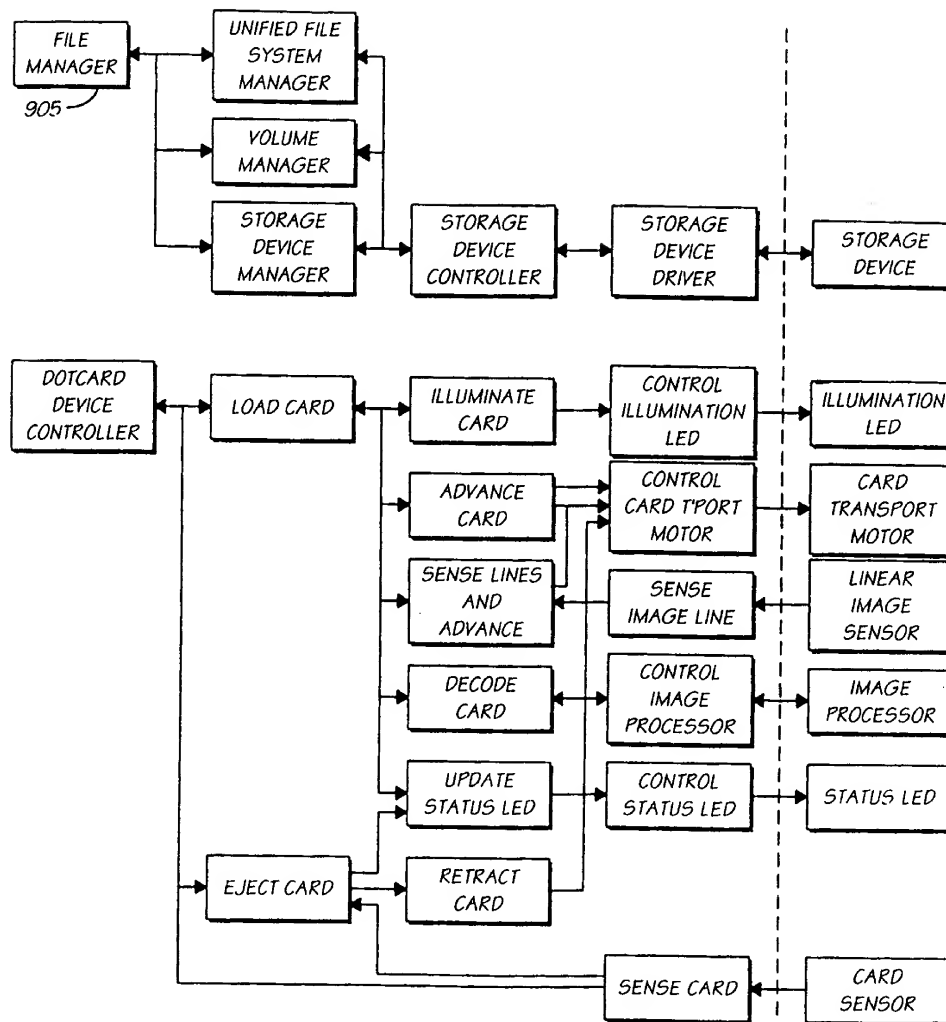 FILE
MANAGER
905
UNIFIED FILE
SYSTEM
MANAGER
VOLUME
MANAGER
STORAGE
DEVICE
MANAGER
STORAGE
DEVICE
CONTROLLER
STORAGE
DEVICE
DRIVER
STORAGE
DEVICE
DOTCARD
DEVICE
CONTROLLER
LOAD CARD
ILLUMINATE
CARD
CONTROL
ILLUMINATION
LED
ILLUMINATION
LED
ADVANCE
CARD
CONTROL
CARD T'PORT
MOTOR
CARD
TRANSPORT
MOTOR
SENSE LINES
AND
ADVANCE
SENSE
IMAGE LINE
LINEAR
IMAGE
SENSOR
DECODE
CARD
CONTROL
IMAGE
PROCESSOR
IMAGE
PROCESSOR
UPDATE
STATUS LED
CONTROL
STATUS LED
STATUS LED
EJECT CARD
RETRACT
CARD
SENSE CARD
CARD
SENSOR